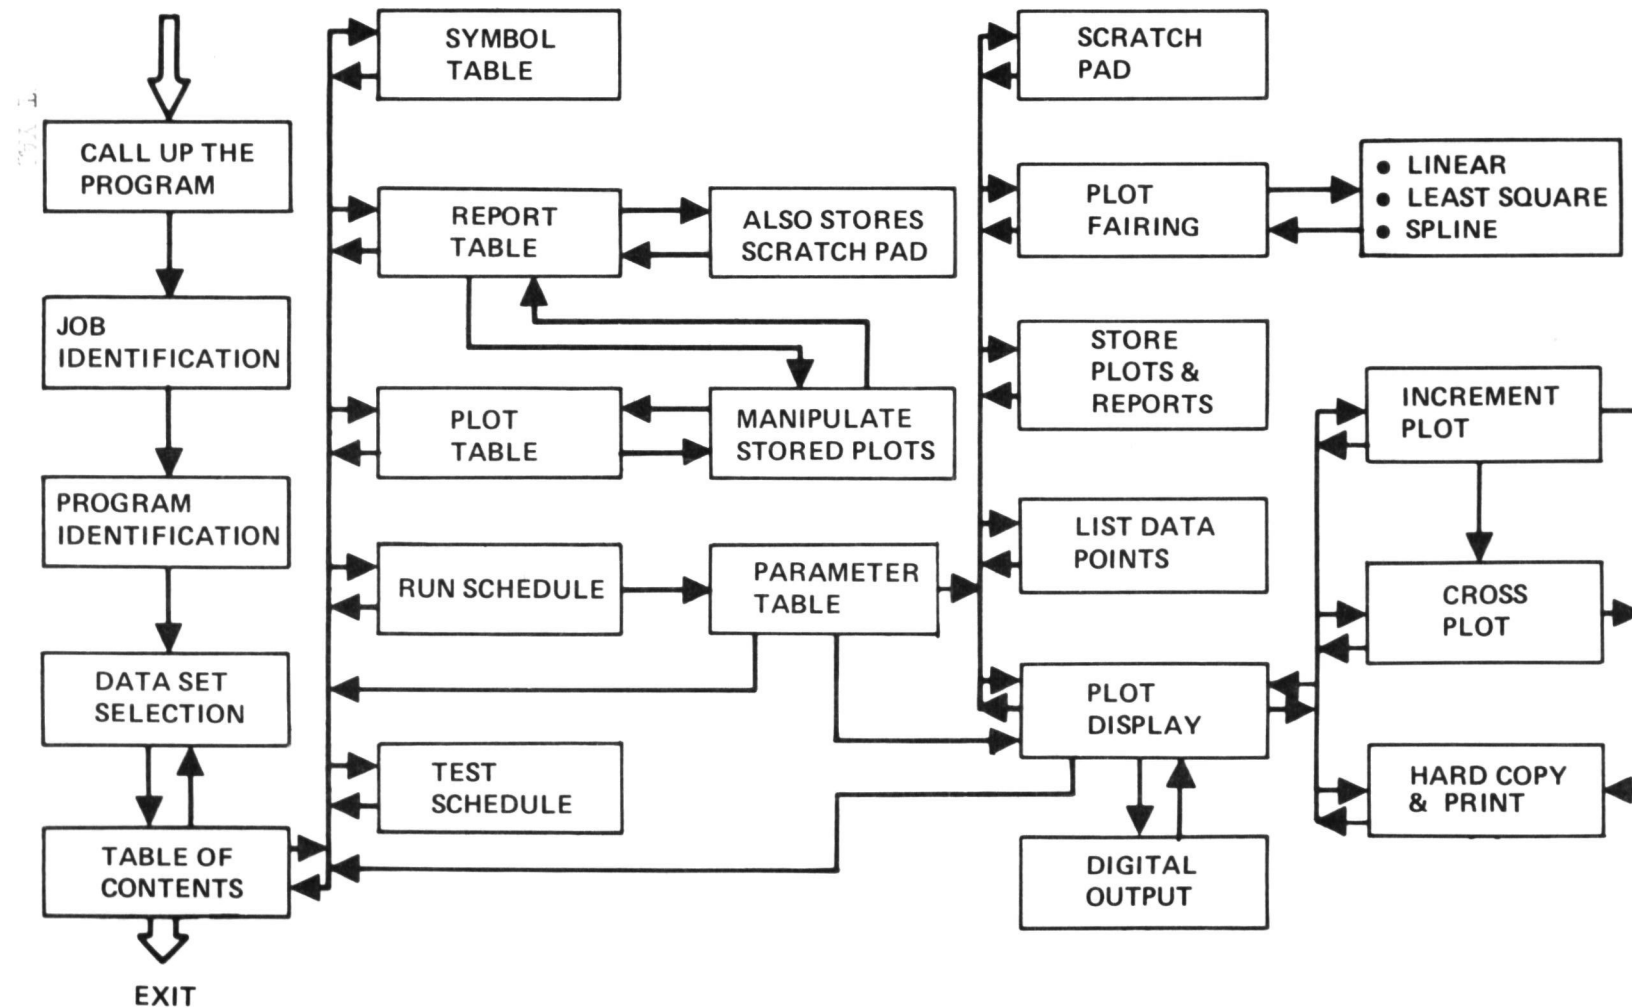 CALL UP THE
PROGRAM
JOB
IDENTIFICATION
PROGRAM
IDENTIFICATION
DATA SET
SELECTION
TABLE OF
CONTENTS
EXIT
SYMBOL
TABLE
REPORT
TABLE
ALSO STORES
SCRATCH PAD
PLOT
TABLE
MANIPULATE
STORED PLOTS
RUN SCHEDULE
PARAMETER
TABLE
TEST
SCHEDULE
SCRATCH
PAD
PLOT
FAIRING
● LINEAR
● LEAST SQUARE
● SPLINE
STORE
PLOTS &
REPORTS
LIST DATA
POINTS
PLOT
DISPLAY
DIGITAL
OUTPUT
INCREMENT
PLOT
CROSS
PLOT
HARD COPY
& PRINT